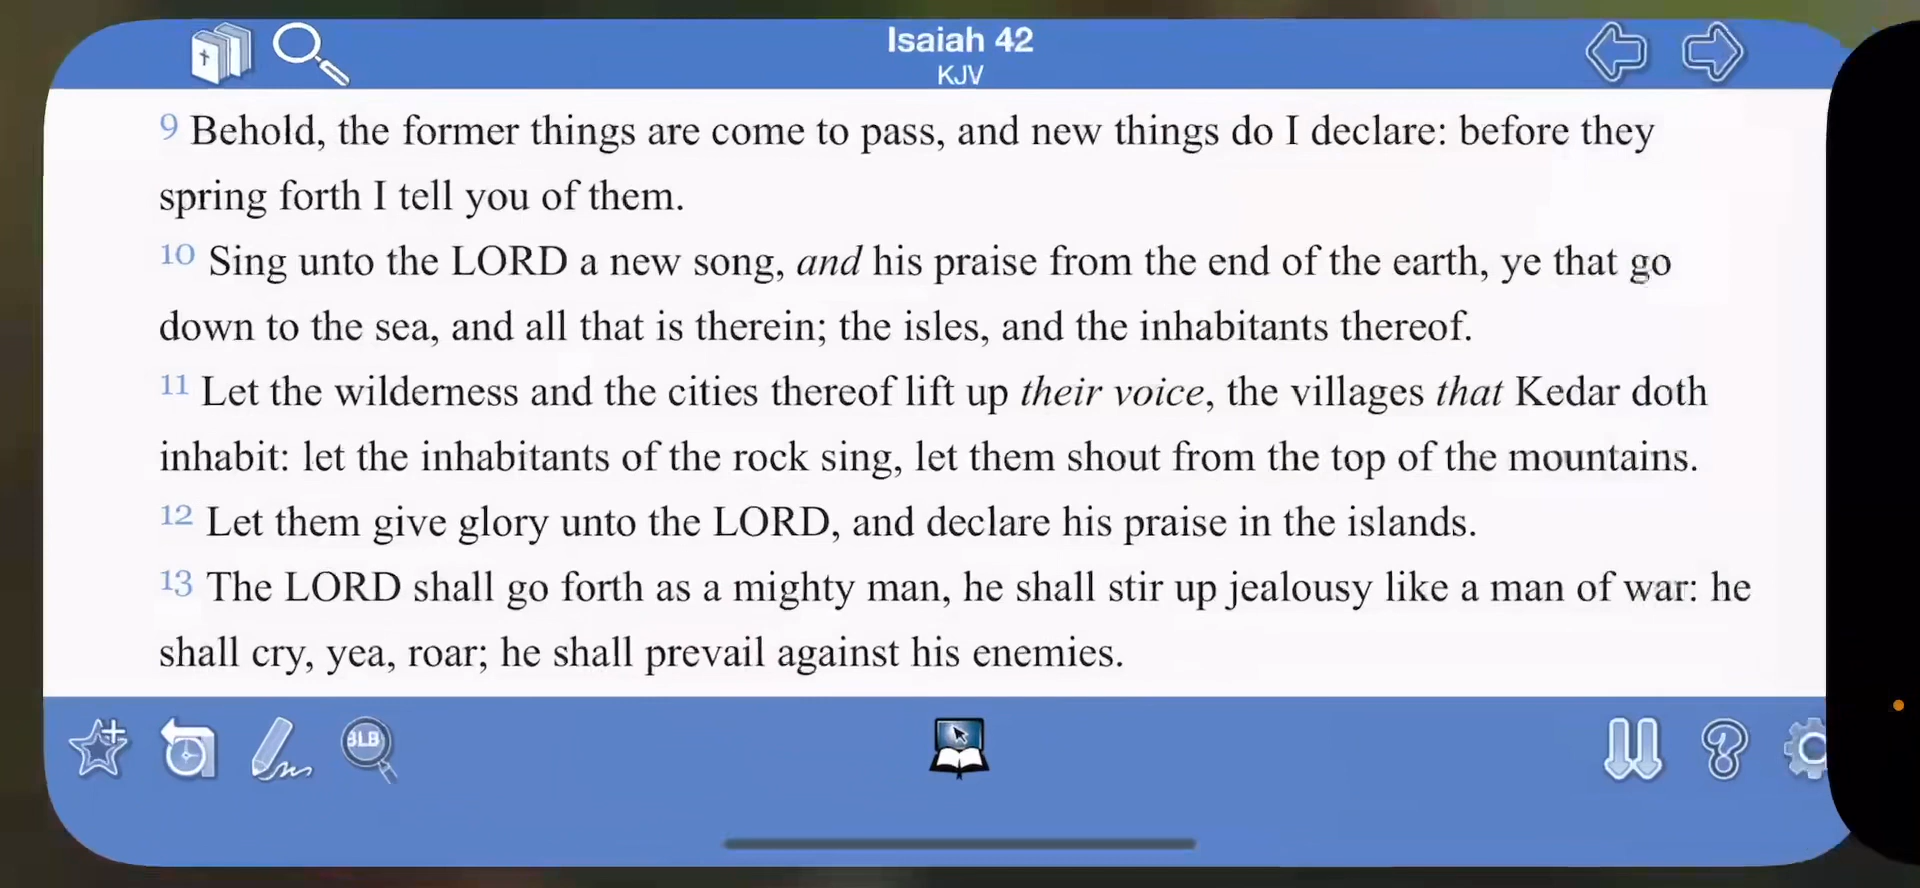 Isaiah 42
KJV
9 Behold, the former things are come to pass, and new things do I declare: before they
spring forth I tell you of them.
10 Sing unto the LORD a new song, and his praise from the end of the earth, ye that go
down to the sea, and all that is therein; the isles, and the inhabitants thereof.
11 Let the wilderness and the cities thereof lift up their voice, the villages that Kedar doth
inhabit: let the inhabitants of the rock sing, let them shout from the top of the mountains.
12 Let them give glory unto the LORD, and declare his praise in the islands.
13 The LORD shall go forth as a mighty man, he shall stir up jealousy like a man of war: he
shall cry, yea, roar; he shall prevail against his enemies.
BLB